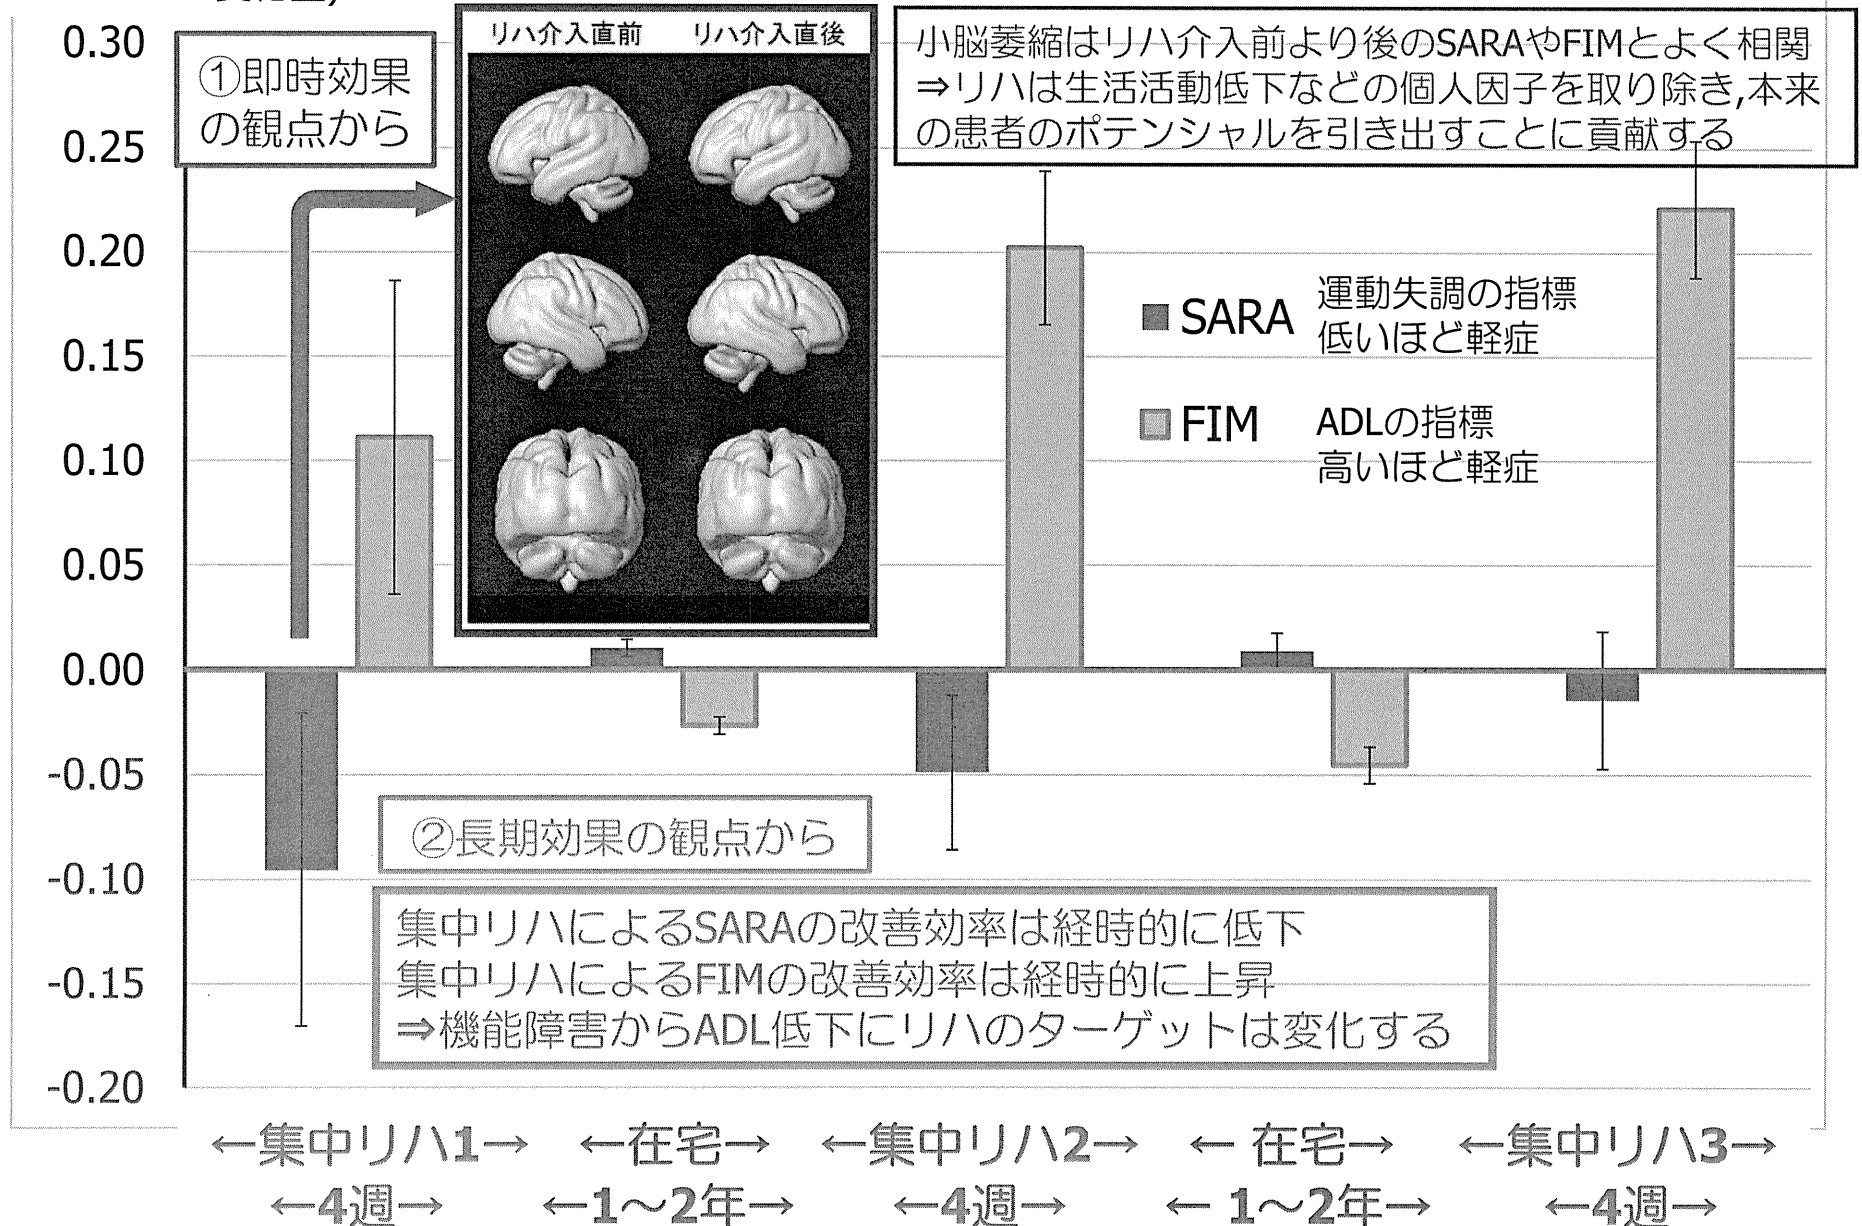 0.30
0.25
0.20
0.15
0.10
0.05
0.00
-0.05
-0.10
-0.15
-0.20
①即時効果
の観点から
リハ介入直前 リハ介入直後
小脳萎縮はリハ介入前より後のSARAやFIMとよく相関
⇒リハは生活活動低下などの個人因子を取り除き,本来
の患者のポテンシャルを引き出すことに貢献する
SARA 運動失調の指標
低いほど軽症
FIM ADLの指標
高いほど軽症
②長期効果の観点から
集中リハによるSARAの改善効率は経時的に低下
集中リハによるFIMの改善効率は経時的に上昇
⇒機能障害からADL低下にリハのターゲットは変化する
←集中リハ1→ ←在宅→ ←集中リハ2→ ← 在宅→ ←集中リハ3→
←4週→ ←1～2年→ ←4週→ ← 1～2年→ ←4週→